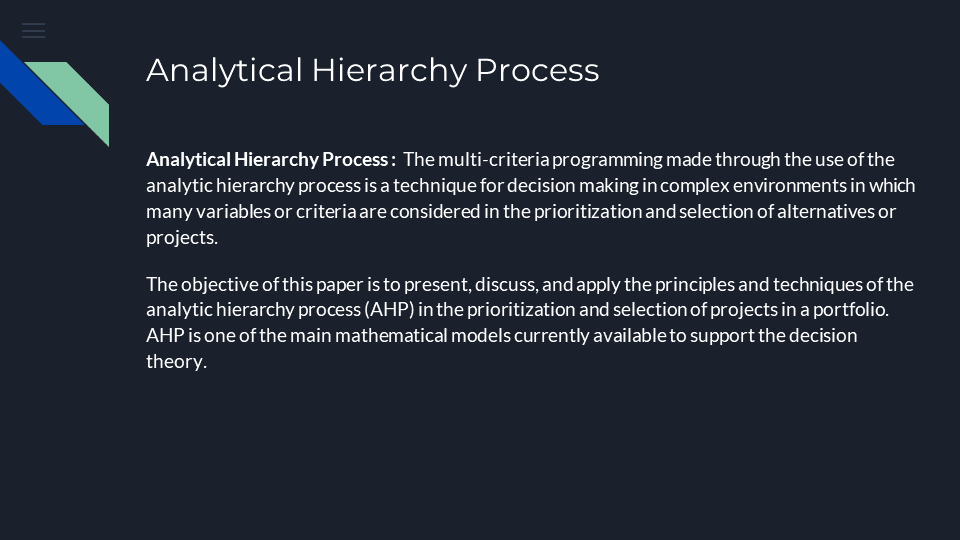 Analytical Hierarchy Process
Analytical Hierarchy Process : The multi-criteria programming made through the use of the
analytic hierarchy process is a technique for decision making in complex environments in which
many variables or criteria are considered in the prioritization and selection of alternatives or
projects.
The objective of this paper is to present, discuss, and apply the principles and techniques of the
analytic hierarchy process (AHP) in the prioritization and selection of projects in a portfolio.
AHP is one of the main mathematical models currently available to support the decision
theory.